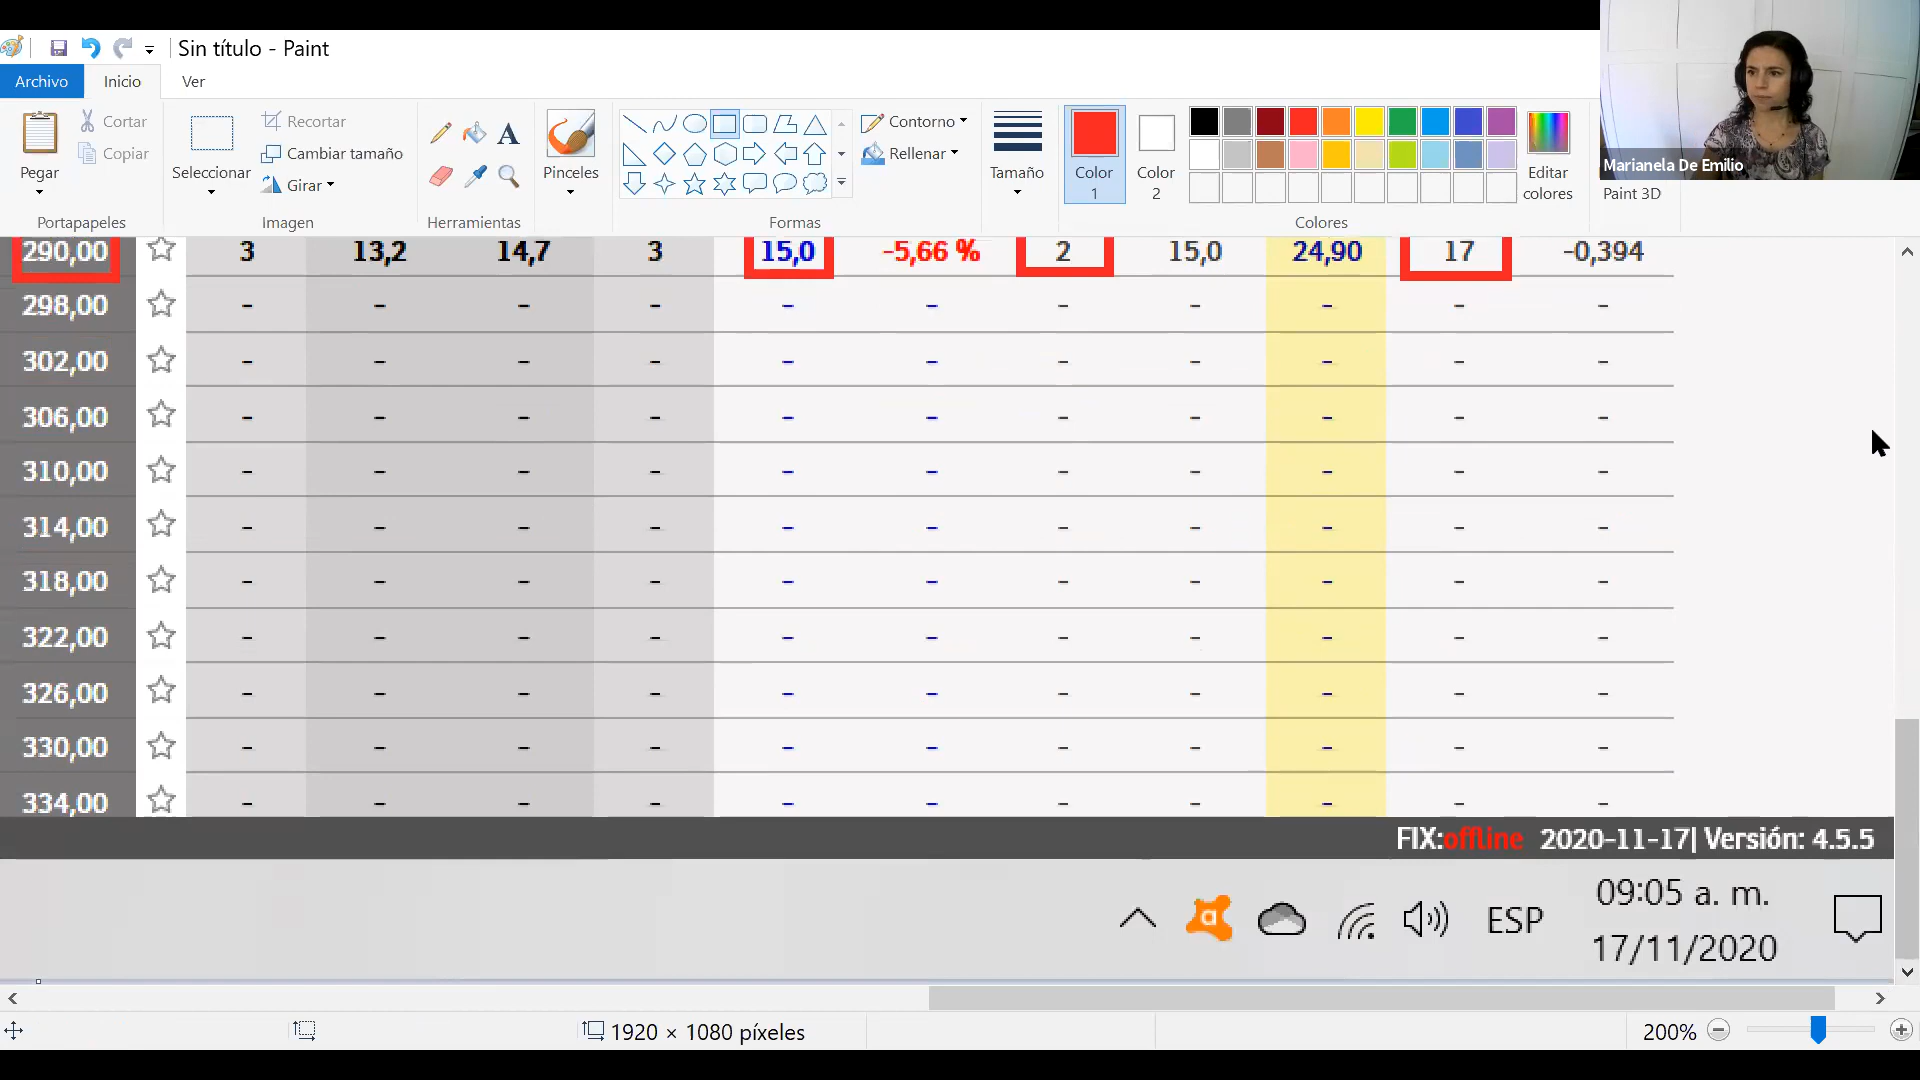 Sin título - Paint
Archivo Inicio Ver
Pegar
Cortar
Copiar
Portapapeles
Seleccionar
Recortar
Cambiar tamaño
Girar
Imagen
A
Herramientas
Pinceles
Contorno
Rellenar
Formas
Tamaño
Color
1
Color
2
Colores
Editar
colores
Paint 3D
Marianela De Emilio
290,00 3 13,2 14,7 3 15,0 -5,66 % 2 15,0 24,90 17 -0,394
298,00 - - - - - - - - - - -
302,00 - - - - - - - - - - -
306,00 - - - - - - - - - - -
310,00 - - - - - - - - - - -
314,00 - - - - - - - - - - -
318,00 - - - - - - - - - - -
322,00 - - - - - - - - - - -
326,00 - - - - - - - - - - -
330,00 - - - - - - - - - - -
334,00 - - - - - - - - - - -
FIX:offline 2020-11-17| Versión: 4.5.5
a ESP
09:05 a. m.
17/11/2020
1920 × 1080 píxeles
200%